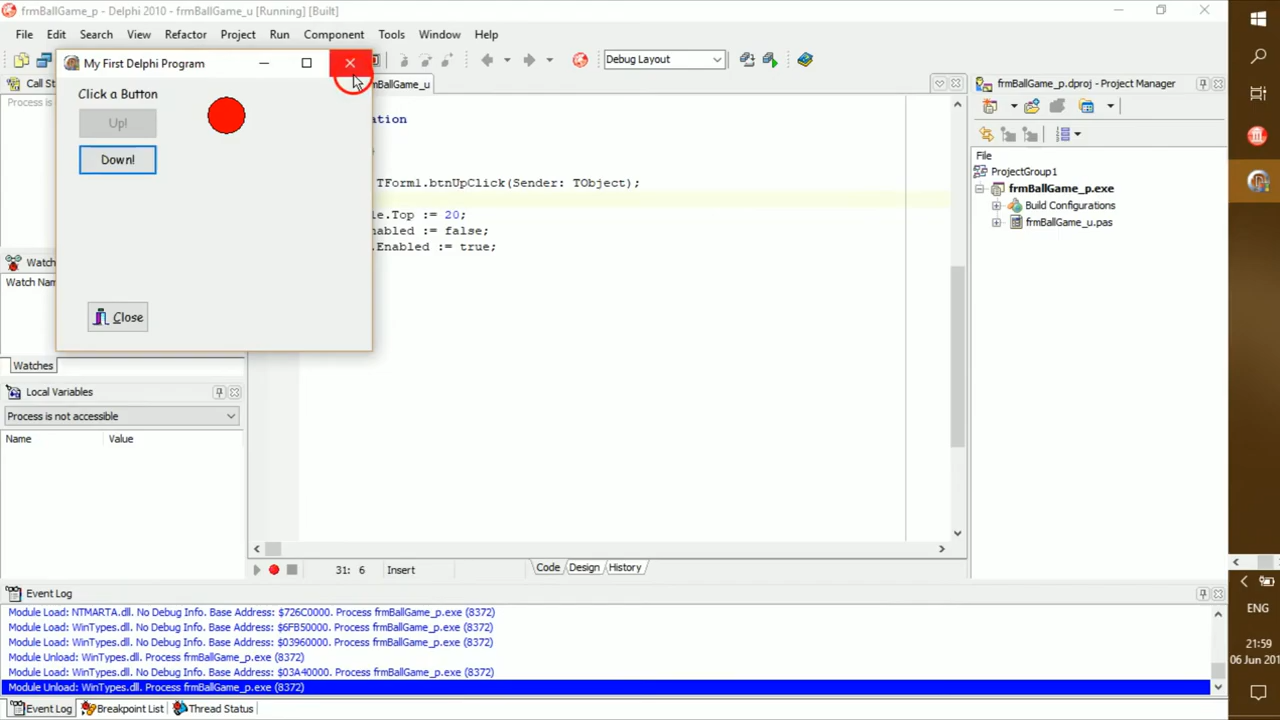 frmBallGame_p - Delphi 2010 - frmBallGame_u [Running] [Built]
File Edit Search View Refactor Project Run Component Tools Window Help
Debug Layout
My First Delphi Program
Call St
mBallGame_u
frmBallGame_p.dproj - Project Manager
Process is
Click a Button
Up!
Down!
Close
ation
TForm1.btnUpClick(Sender: TObject);
le.Top := 20;
nabled := false;
.Enabled := true;
File
ProjectGroup1
frmBallGame_p.exe
Build Configurations
frmBallGame_u.pas
Watch
Watch Nam
Watches
Local Variables
Process is not accessible
Name Value
31: 6 Insert
Code Design History
Event Log
Module Load: NTMARTA.dll. No Debug Info. Base Address: $726C0000. Process frmBallGame_p.exe (8372)
Module Load: WinTypes.dll. No Debug Info. Base Address: $6FB50000. Process frmBallGame_p.exe (8372)
Module Load: WinTypes.dll. No Debug Info. Base Address: $03960000. Process frmBallGame_p.exe (8372)
Module Unload: WinTypes.dll. Process frmBallGame_p.exe (8372)
Module Load: WinTypes.dll. No Debug Info. Base Address: $03A40000. Process frmBallGame_p.exe (8372)
Module Unload: WinTypes.dll. Process frmBallGame_p.exe (8372)
Event Log Breakpoint List Thread Status
ENG
21:59
06 Jun 201